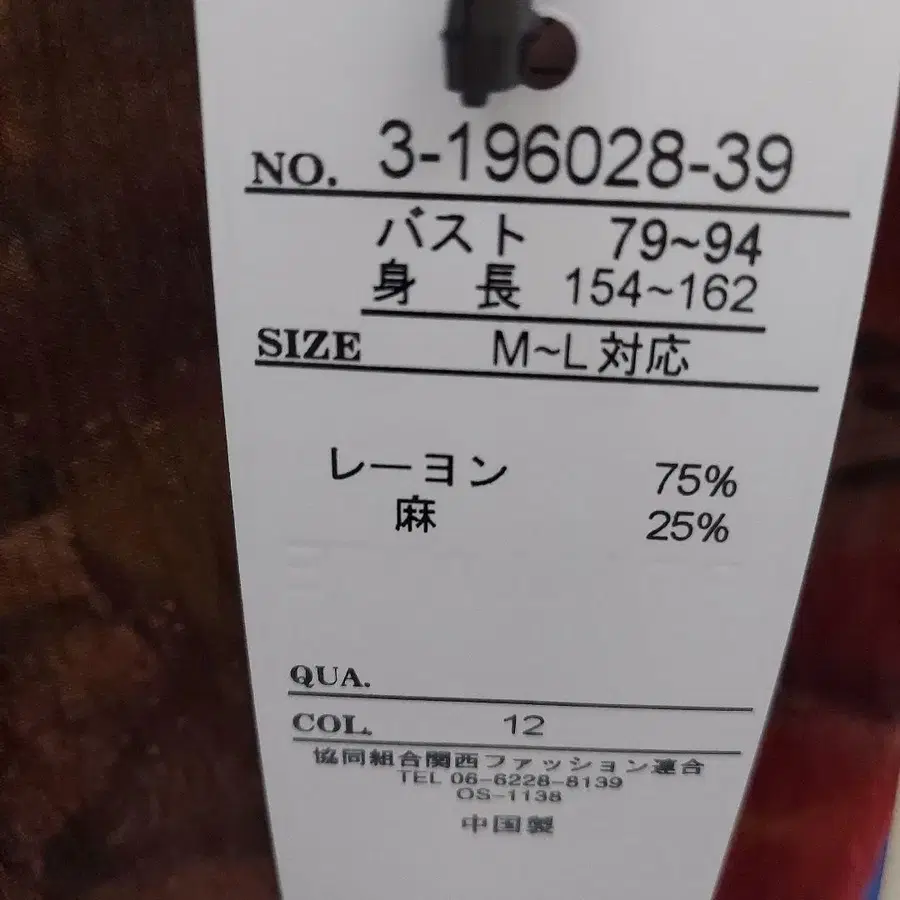 NO. 3-196028-39
バスト 79~94
身 長 154~162
SIZE M~L対応
レーヨン 75%
麻 25%
QUA.
COL. 12
協同組合関西ファッション連合
TEL 06-6228-8139
OS-1138
中国製